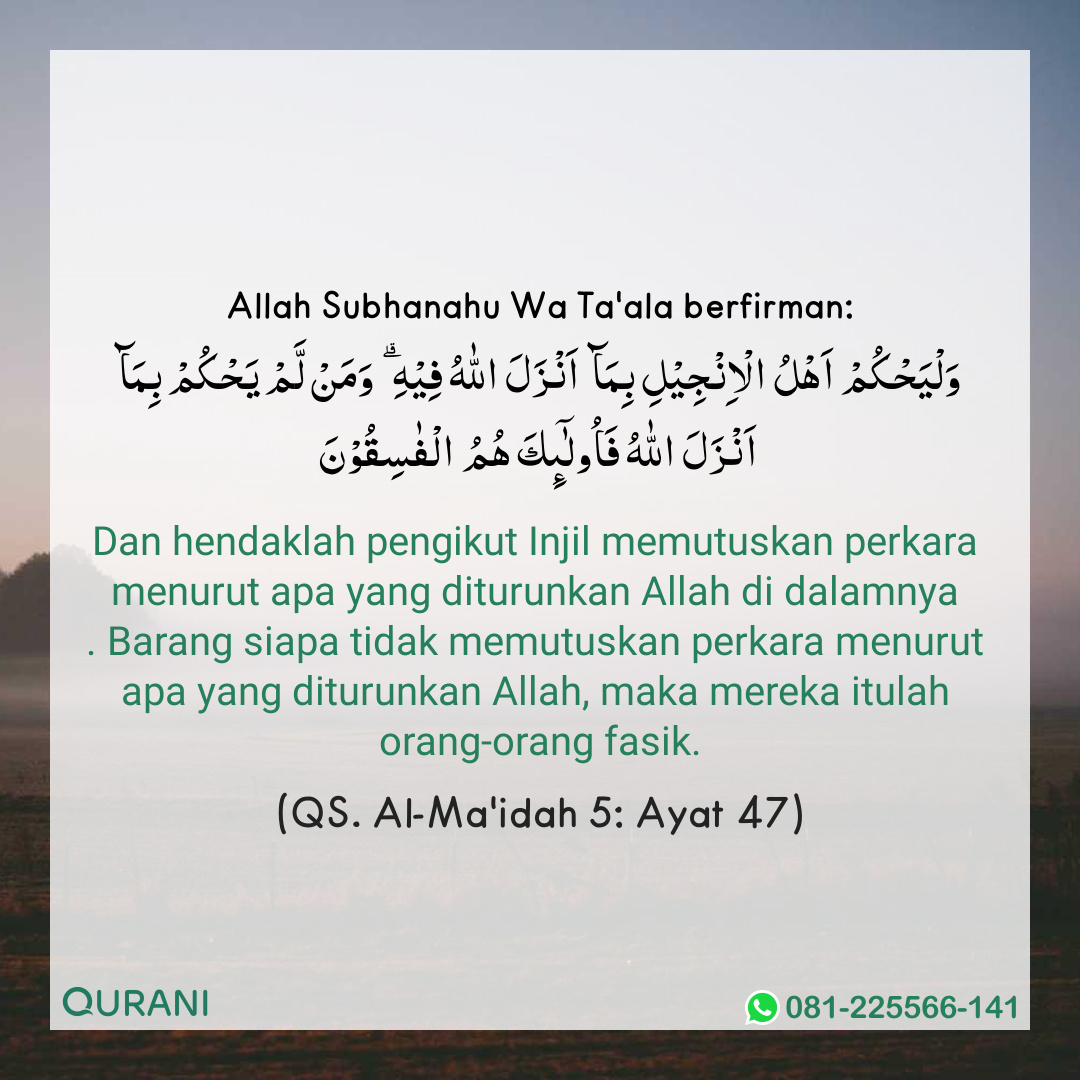 Allah Subhanahu Wa Ta'ala berfirman:
وَلْيَحْكُمْ اَهْلُ الْاِنْجِيْلِ بِمَآ اَنْزَلَ اللّٰهُ فِيْهِۗ وَمَنْ لَّمْ يَحْكُمْ بِمَآ
اَنْزَلَ اللّٰهُ فَاُولٰۤىِٕكَ هُمُ الْفٰسِقُوْنَ
Dan hendaklah pengikut Injil memutuskan perkara
menurut apa yang diturunkan Allah di dalamnya
. Barang siapa tidak memutuskan perkara menurut
apa yang diturunkan Allah, maka mereka itulah
orang-orang fasik.
(QS. Al-Ma'idah 5: Ayat 47)
QURANI
081-225566-141